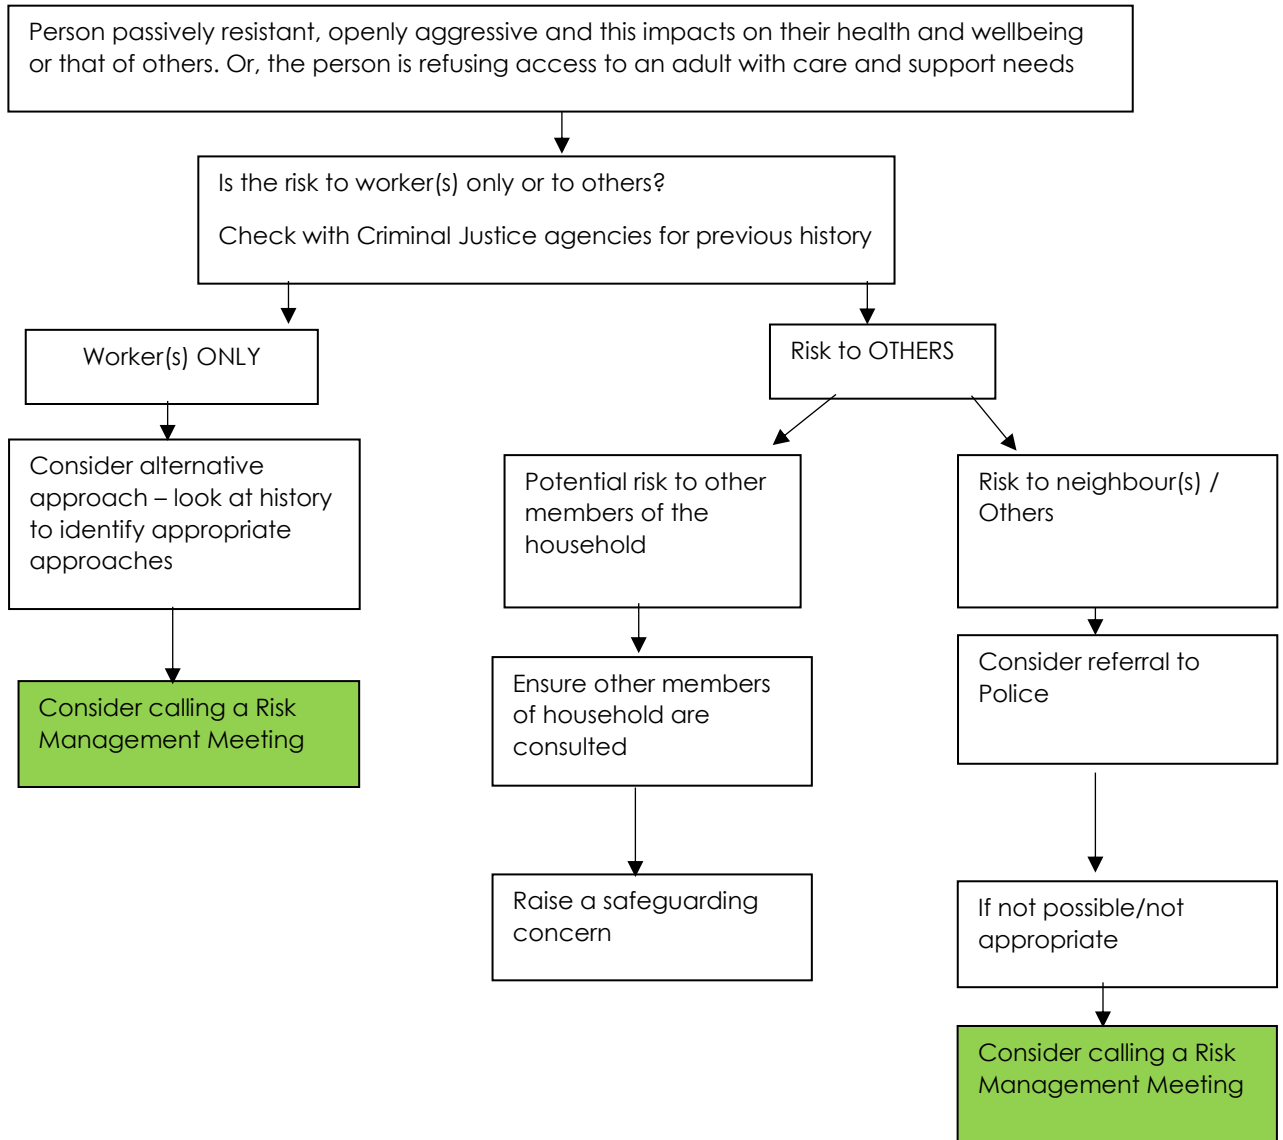 Person passively resistant, openly aggressive and this impacts on their health and wellbeing
or that of others. Or, the person is refusing access to an adult with care and support needs
Is the risk to worker(s) only or to others?
Check with Criminal Justice agencies for previous history
Worker(s) ONLY
Risk to OTHERS
Consider alternative
approach – look at history
to identify appropriate
approaches
Potential risk to other
members of the
household
Risk to neighbour(s) /
Others
Consider calling a Risk
Management Meeting
Ensure other members
of household are
consulted
Consider referral to
Police
Raise a safeguarding
concern
If not possible/not
appropriate
Consider calling a Risk
Management Meeting